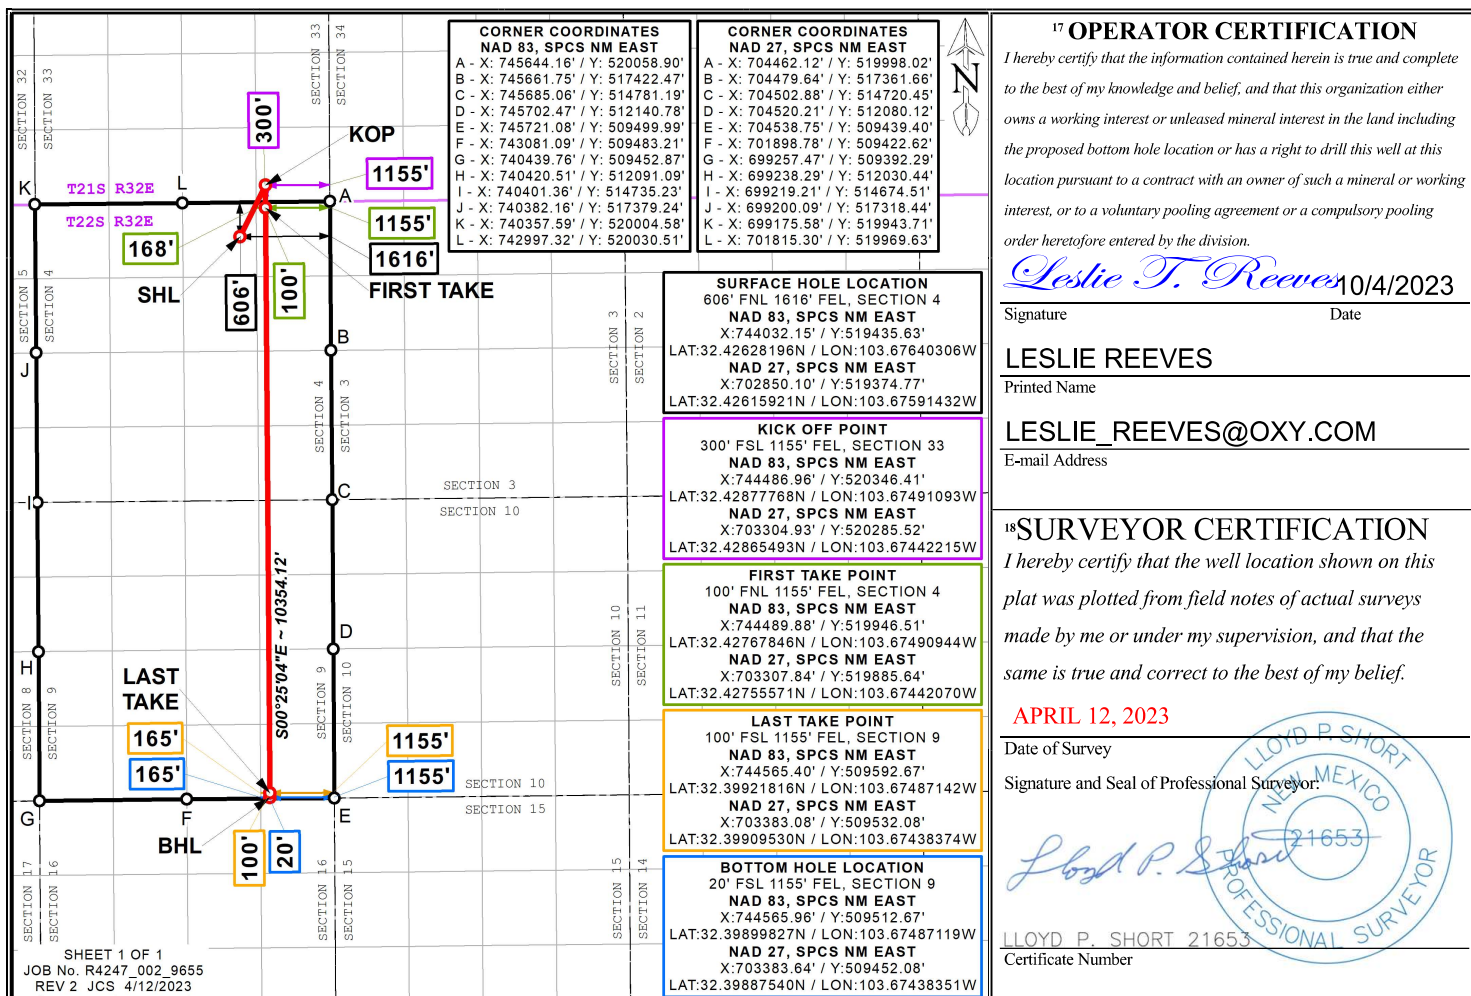 SECTION 32
SECTION 33
SECTION 33
SECTION 34
300'
KOP
1155'
K
L
A
T21S R32E
T22S R32E
1155'
168'
1616'
SHL
606'
100'
FIRST TAKE
SECTION 5
SECTION 4
B
J
SECTION 4
SECTION 3
SECTION 3
SECTION 2
SECTION 3
SECTION 10
I
C
S00°25'04"E ~ 10354.12'
D
H
SECTION 8
SECTION 9
LAST
TAKE
SECTION 9
SECTION 10
SECTION 10
SECTION 11
165'
1155'
165'
1155'
SECTION 10
SECTION 15
G
F
E
BHL
100'
20'
SECTION 17
SECTION 16
SECTION 16
SECTION 15
SECTION 15
SECTION 14
SHEET 1 OF 1
JOB No. R4247_002_9655
REV 2 JCS 4/12/2023
CORNER COORDINATES
NAD 83, SPCS NM EAST
A - X: 745644.16' / Y: 520058.90'
B - X: 745661.75' / Y: 517422.47'
C - X: 745685.06' / Y: 514781.19'
D - X: 745702.47' / Y: 512140.78'
E - X: 745721.08' / Y: 509499.99'
F - X: 743081.09' / Y: 509483.21'
G - X: 740439.76' / Y: 509452.87'
H - X: 740420.51' / Y: 512091.09'
I - X: 740401.36' / Y: 514735.23'
J - X: 740382.16' / Y: 517379.24'
K - X: 740357.59' / Y: 520004.58'
L - X: 742997.32' / Y: 520030.51'
CORNER COORDINATES
NAD 27, SPCS NM EAST
A - X: 704462.12' / Y: 519998.02'
B - X: 704479.64' / Y: 517361.66'
C - X: 704502.88' / Y: 514720.45'
D - X: 704520.21' / Y: 512080.12'
E - X: 704538.75' / Y: 509439.40'
F - X: 701898.78' / Y: 509422.62'
G - X: 699257.47' / Y: 509392.29'
H - X: 699238.29' / Y: 512030.44'
I - X: 699219.21' / Y: 514674.51'
J - X: 699200.09' / Y: 517318.44'
K - X: 699175.58' / Y: 519943.71'
L - X: 701815.30' / Y: 519969.63'
N
SURFACE HOLE LOCATION
606' FNL 1616' FEL, SECTION 4
NAD 83, SPCS NM EAST
X:744032.15' / Y:519435.63'
LAT:32.42628196N / LON:103.67640306W
NAD 27, SPCS NM EAST
X:702850.10' / Y:519374.77'
LAT:32.42615921N / LON:103.67591432W
KICK OFF POINT
300' FSL 1155' FEL, SECTION 33
NAD 83, SPCS NM EAST
X:744486.96' / Y:520346.41'
LAT:32.42877768N / LON:103.67491093W
NAD 27, SPCS NM EAST
X:703304.93' / Y:520285.52'
LAT:32.42865493N / LON:103.67442215W
FIRST TAKE POINT
100' FNL 1155' FEL, SECTION 4
NAD 83, SPCS NM EAST
X:744489.88' / Y:519946.51'
LAT:32.42767846N / LON:103.67490944W
NAD 27, SPCS NM EAST
X:703307.84' / Y:519885.64'
LAT:32.42755571N / LON:103.67442070W
LAST TAKE POINT
100' FSL 1155' FEL, SECTION 9
NAD 83, SPCS NM EAST
X:744565.40' / Y:509592.67'
LAT:32.39921816N / LON:103.67487142W
NAD 27, SPCS NM EAST
X:703383.08' / Y:509532.08'
LAT:32.39909530N / LON:103.67438374W
BOTTOM HOLE LOCATION
20' FSL 1155' FEL, SECTION 9
NAD 83, SPCS NM EAST
X:744565.96' / Y:509512.67'
LAT:32.39899827N / LON:103.67487119W
NAD 27, SPCS NM EAST
X:703383.64' / Y:509452.08'
LAT:32.39887540N / LON:103.67438351W
17 OPERATOR CERTIFICATION
I hereby certify that the information contained herein is true and complete
to the best of my knowledge and belief, and that this organization either
owns a working interest or unleased mineral interest in the land including
the proposed bottom hole location or has a right to drill this well at this
location pursuant to a contract with an owner of such a mineral or working
interest, or to a voluntary pooling agreement or a compulsory pooling
order heretofore entered by the division.
Leslie T. Reeves 10/4/2023
Signature Date
LESLIE REEVES
Printed Name
LESLIE_REEVES@OXY.COM
E-mail Address
18 SURVEYOR CERTIFICATION
I hereby certify that the well location shown on this
plat was plotted from field notes of actual surveys
made by me or under my supervision, and that the
same is true and correct to the best of my belief.
APRIL 12, 2023
Date of Survey
Signature and Seal of Professional Surveyor:
Lloyd P. Short
LLOYD P. SHORT
NEW MEXICO
21653
PROFESSIONAL SURVEYOR
LLOYD P. SHORT 21653
Certificate Number